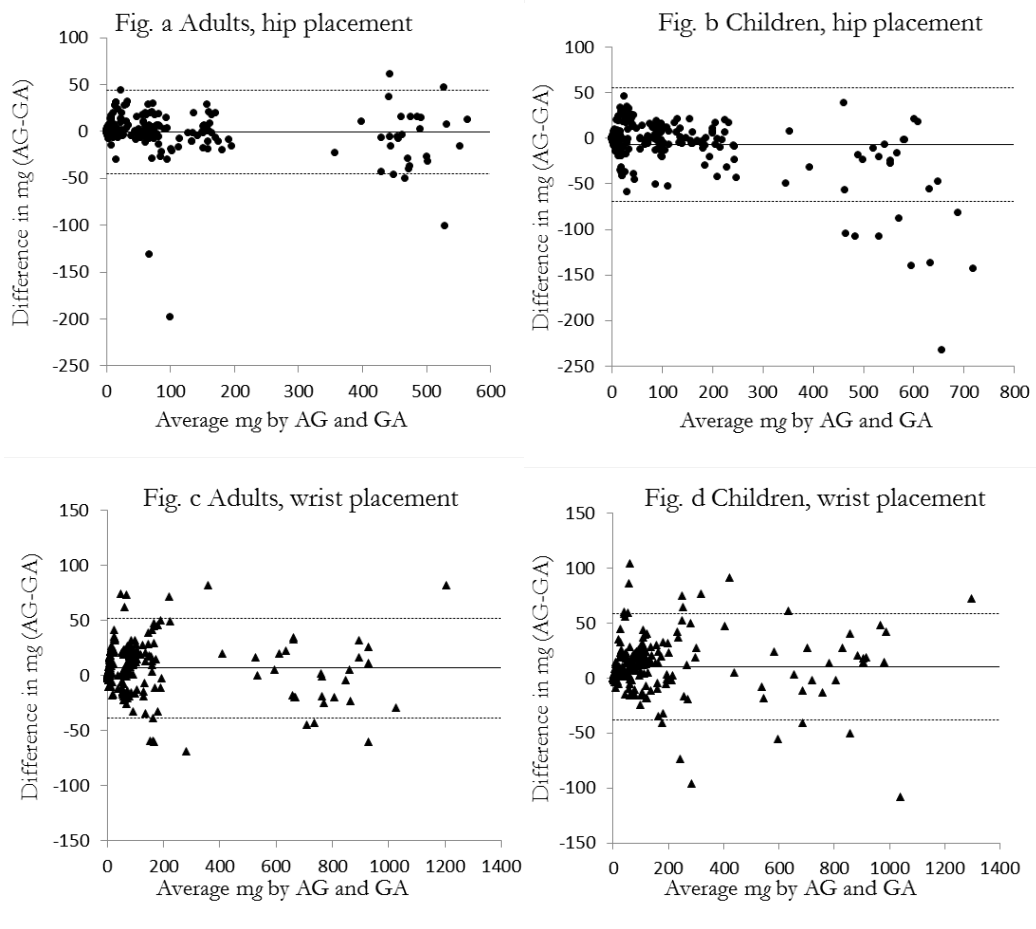 Fig. a Adults, hip placement
100
50
0
-50
-100
-150
-200
-250
Difference in mg (AG-GA)
0 100 200 300 400 500 600
Average mg by AG and GA
Fig. b Children, hip placement
100
50
0
-50
-100
-150
-200
-250
Difference in mg (AG-GA)
0 100 200 300 400 500 600 700 800
Average mg by AG and GA
Fig. c Adults, wrist placement
150
100
50
0
-50
-100
-150
Difference in mg (AG-GA)
0 200 400 600 800 1000 1200 1400
Average mg by AG and GA
Fig. d Children, wrist placement
150
100
50
0
-50
-100
-150
Difference in mg (AG-GA)
0 200 400 600 800 1000 1200 1400
Average mg by AG and GA